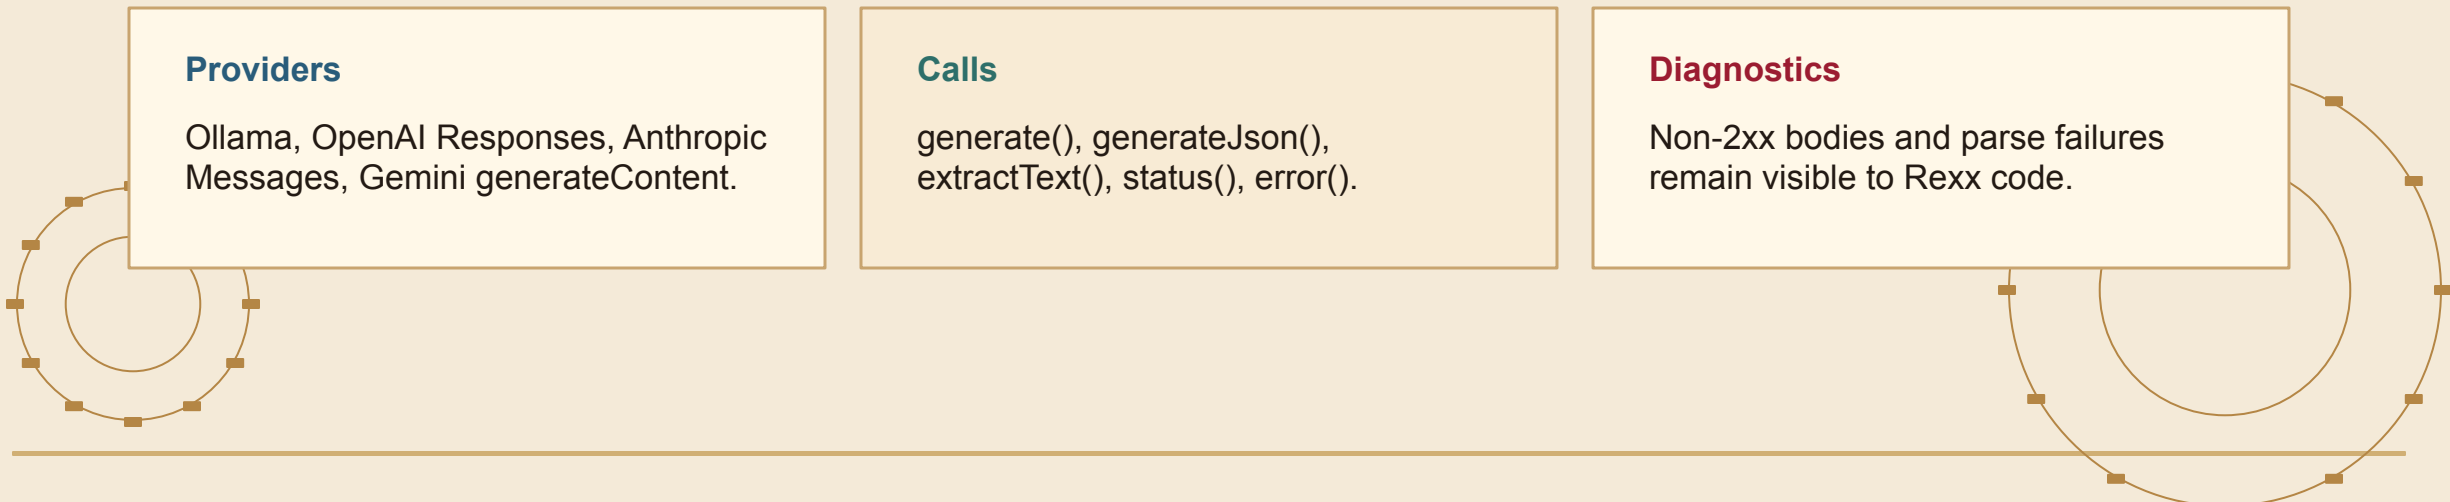 Providers
Ollama, OpenAI Responses, Anthropic
Messages, Gemini generateContent.
Calls
generate(), generateJson(),
extractText(), status(), error().
Diagnostics
Non-2xx bodies and parse failures
remain visible to Rexx code.